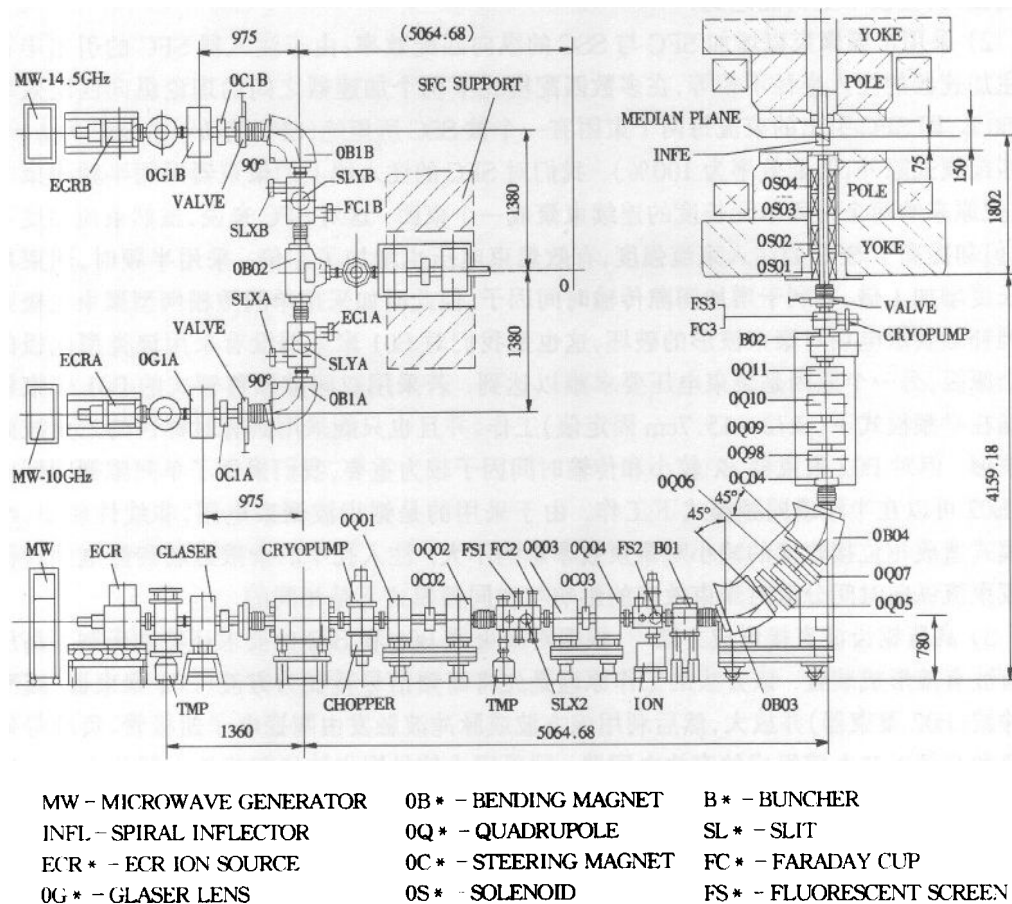 975
(5064.68)
YOKE
MW-14.5GHz
0C1B
SFC SUPPORT
POLE
MEDIAN PLANE
0B1B
90°
ECRB
0G1B
SLYB
INFE
75
150
VALVE
FC1B
1380
0S04
POLE
1802
SLXB
0S03
0B02
0S02
YOKE
0
0S01
SLXA
VALVE
EC1A
FS3
VALVE
1380
FC3
CRYOPUMP
ECRA
0G1A
SLYA
B02
90°
0B1A
0Q11
0Q10
0Q09
0Q98
MW-10GHz
0C1A
0C04
0Q06
45°
4159.18
975
45°
0Q01
0B04
MW
ECR
GLASER
CRYOPUMP
0Q02
FS1
FC2
0Q03
0Q04
FS2
B01
0C02
0C03
0Q07
0Q05
780
TMP
CHOPPER
TMP
SLX2
ION
0B03
1360
5064.68
MW - MICROWAVE GENERATOR
0B * - BENDING MAGNET
B * - BUNCHER
INFL - SPIRAL INFLECTOR
0Q * - QUADRUPOLE
SL * - SLIT
ECR * - ECR ION SOURCE
0C * - STEERING MAGNET
FC * - FARADAY CUP
0G * - GLASER LENS
0S * - SOLENOID
FS * - FLUORESCENT SCREEN